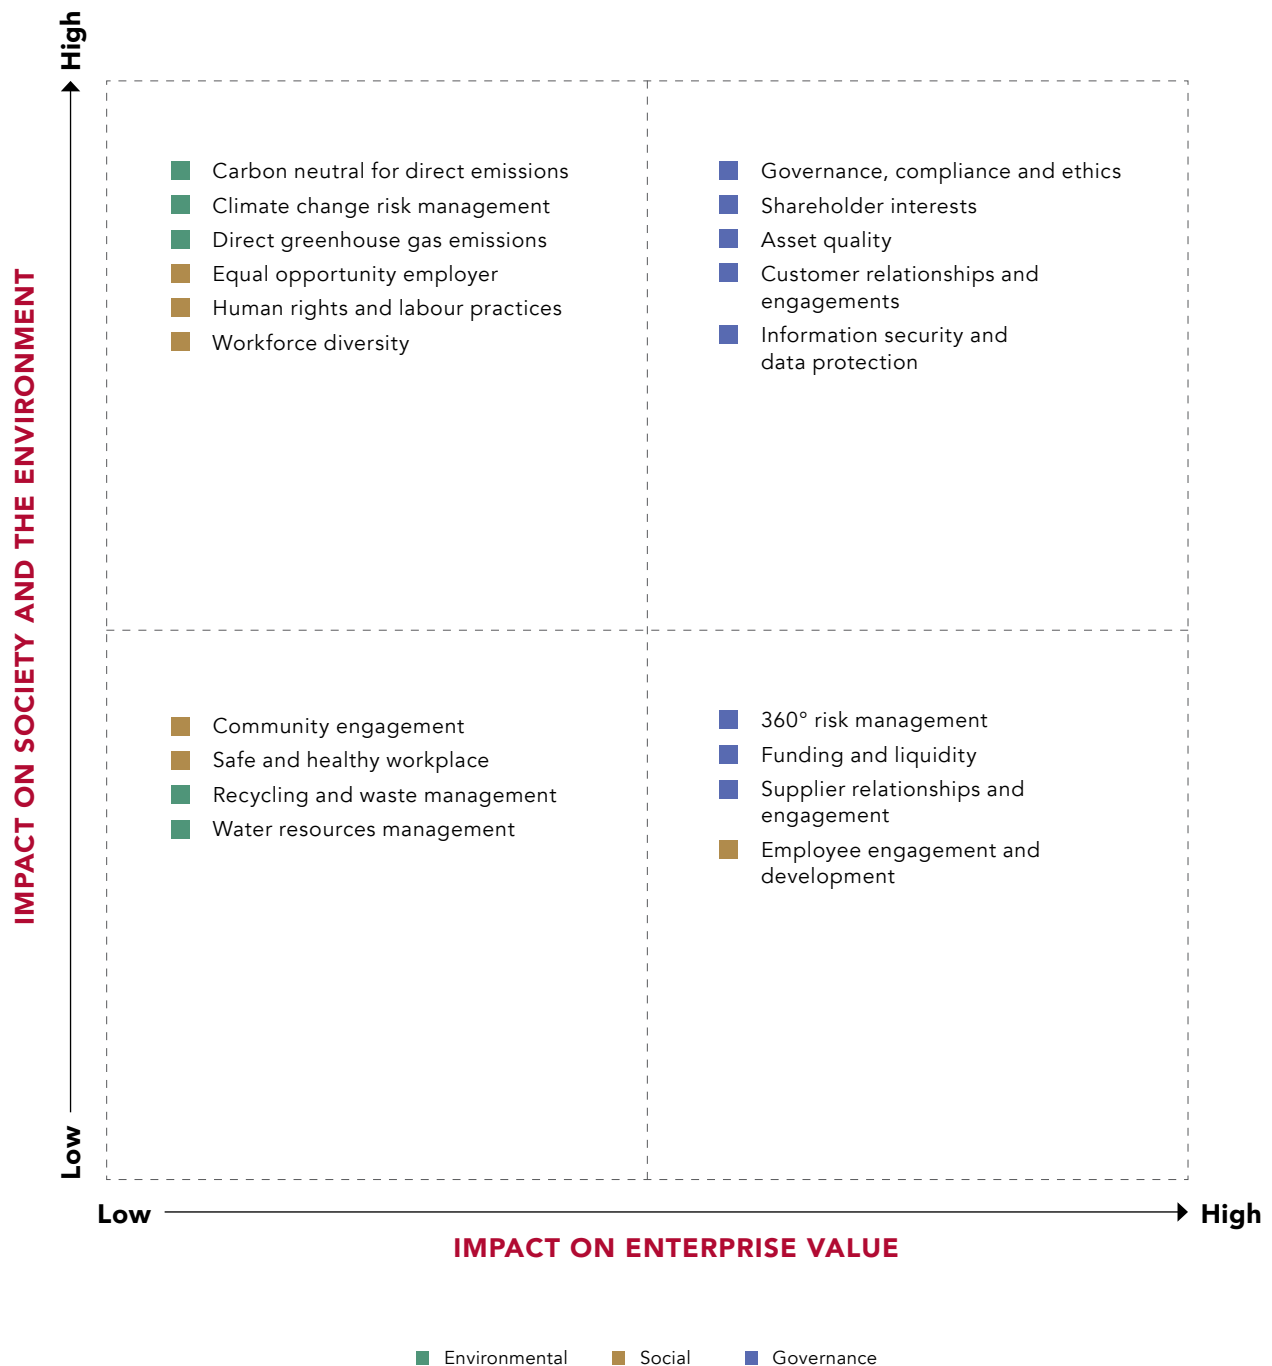 High
Carbon neutral for direct emissions
Climate change risk management
Direct greenhouse gas emissions
Equal opportunity employer
Human rights and labour practices
Workforce diversity
Governance, compliance and ethics
Shareholder interests
Asset quality
Customer relationships and
engagements
Information security and
data protection
IMPACT ON SOCIETY AND THE ENVIRONMENT
Community engagement
Safe and healthy workplace
Recycling and waste management
Water resources management
360° risk management
Funding and liquidity
Supplier relationships and
engagement
Employee engagement and
development
Low
Low
High
IMPACT ON ENTERPRISE VALUE
Environmental
Social
Governance